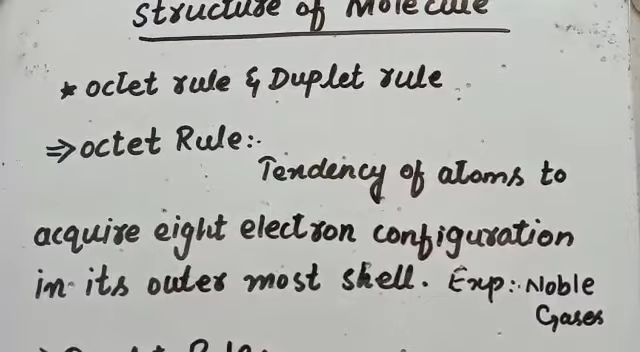 Structure of Molecule
* octet rule & Duplet rule
⇒ octet Rule:-
Tendency of atoms to
acquire eight electron configuration
in its outer most shell. Exp:- Noble
Gases